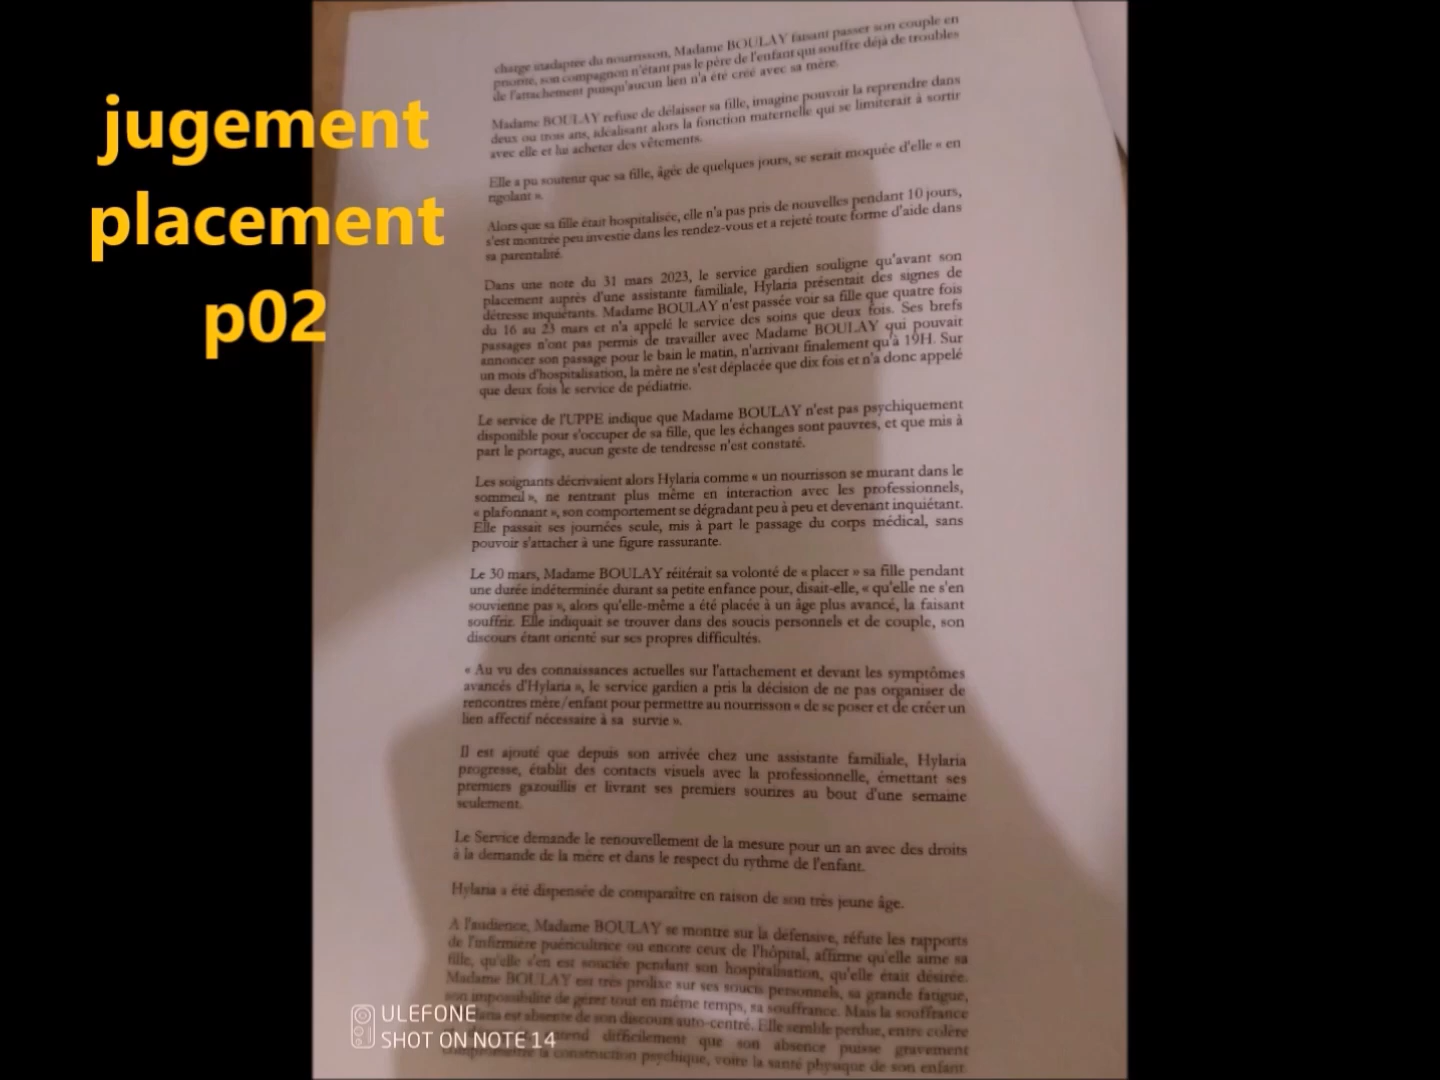 jugement
placement
p02
charge inadaptée du nourrisson, Madame BOULAY faisant passer son couple en
priorité, son compagnon n'étant pas le père de l'enfant qui souffre déjà de troubles
de l'attachement puisqu'aucun lien n'a été créé avec sa mère.
Madame BOULAY refuse de délaisser sa fille, imagine pouvoir la reprendre dans
deux ou trois ans, idéalisant alors la fonction maternelle qui se limiterait à sortir
avec elle et lui acheter des vêtements.
Elle a pu soutenir que sa fille, âgée de quelques jours, se serait moquée d'elle « en
rigolant ».
Alors que sa fille était hospitalisée, elle n'a pas pris de nouvelles pendant 10 jours,
s'est montrée peu investie dans les rendez-vous et a rejeté toute forme d'aide dans
sa parentalité.
Dans une note du 31 mars 2023, le service gardien souligne qu'avant son
placement auprès d'une assistante familiale, Hylaria présentait des signes de
détresse inquiétants. Madame BOULAY n'est passée voir sa fille que quatre fois
du 16 au 23 mars et n'a appelé le service des soins que deux fois. Ses brefs
passages n'ont pas permis de travailler avec Madame BOULAY qui pouvait
annoncer son passage pour le bain le matin, n'arrivant finalement qu'à 19H. Sur
un mois d'hospitalisation, la mère ne s'est déplacée que dix fois et n'a donc appelé
que deux fois le service de pédiatrie.
Le service de l'UPPE indique que Madame BOULAY n'est pas psychiquement
disponible pour s'occuper de sa fille, que les échanges sont pauvres, et que mis à
part le portage, aucun geste de tendresse n'est constaté.
Les soignants décrivaient alors Hylaria comme « un nourrisson se murant dans le
sommeil », ne rentrant plus même en interaction avec les professionnels,
« plafonnant », son comportement se dégradant peu à peu et devenant inquiétant.
Elle passait ses journées seule, mis à part le passage du corps médical, sans
pouvoir s'attacher à une figure rassurante.
Le 30 mars, Madame BOULAY réitérait sa volonté de « placer » sa fille pendant
une durée indéterminée durant sa petite enfance pour, disait-elle, « qu'elle ne s'en
souvienne pas », alors qu'elle-même a été placée à un âge plus avancé, la faisant
souffrir. Elle indiquait se trouver dans des soucis personnels et de couple, son
discours étant orienté sur ses propres difficultés.
« Au vu des connaissances actuelles sur l'attachement et devant les symptômes
avancés d'Hylaria », le service gardien a pris la décision de ne pas organiser de
rencontres mère/enfant pour permettre au nourrisson « de se poser et de créer un
lien affectif nécessaire à sa survie ».
Il est ajouté que depuis son arrivée chez une assistante familiale, Hylaria
progresse, établit des contacts visuels avec la professionnelle, émettant ses
premiers gazouillis et livrant ses premiers sourires au bout d'une semaine
seulement.
Le Service demande le renouvellement de la mesure pour un an avec des droits
à la demande de la mère et dans le respect du rythme de l'enfant.
Hylaria a été dispensée de comparaître en raison de son très jeune âge.
A l'audience, Madame BOULAY se montre sur la défensive, réfute les rapports
de l'infirmière puéricultrice ou encore ceux de l'hôpital, affirme qu'elle aime sa
fille, qu'elle s'en est souciée pendant son hospitalisation, qu'elle était désirée.
Madame BOULAY est très prolixe sur ses soucis personnels, sa grande fatigue,
son impossibilité de gérer tout en même temps, sa souffrance. Mais la souffrance
est absente de son discours auto-centré. Elle semble perdue, entre colère
difficilement que son absence puisse gravement
compromettre la construction psychique, voire la santé physique de son enfant.
ULEFONE
SHOT ON NOTE 14